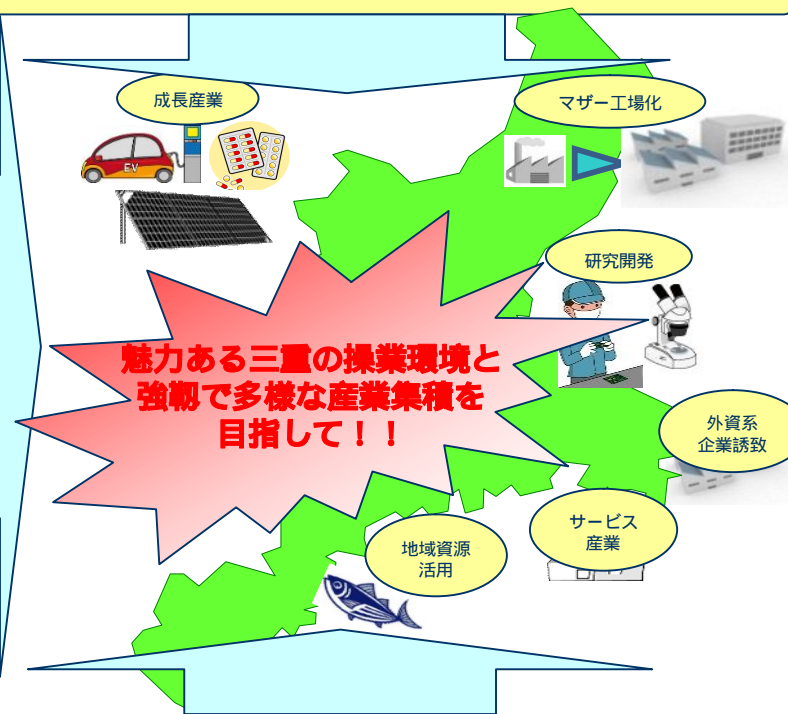 成長産業
マザー工場化
EV
研究開発
魅力ある三重の操業環境と
強靭で多様な産業集積を
目指して！！
外資系
企業誘致
サービス
産業
地域資源
活用